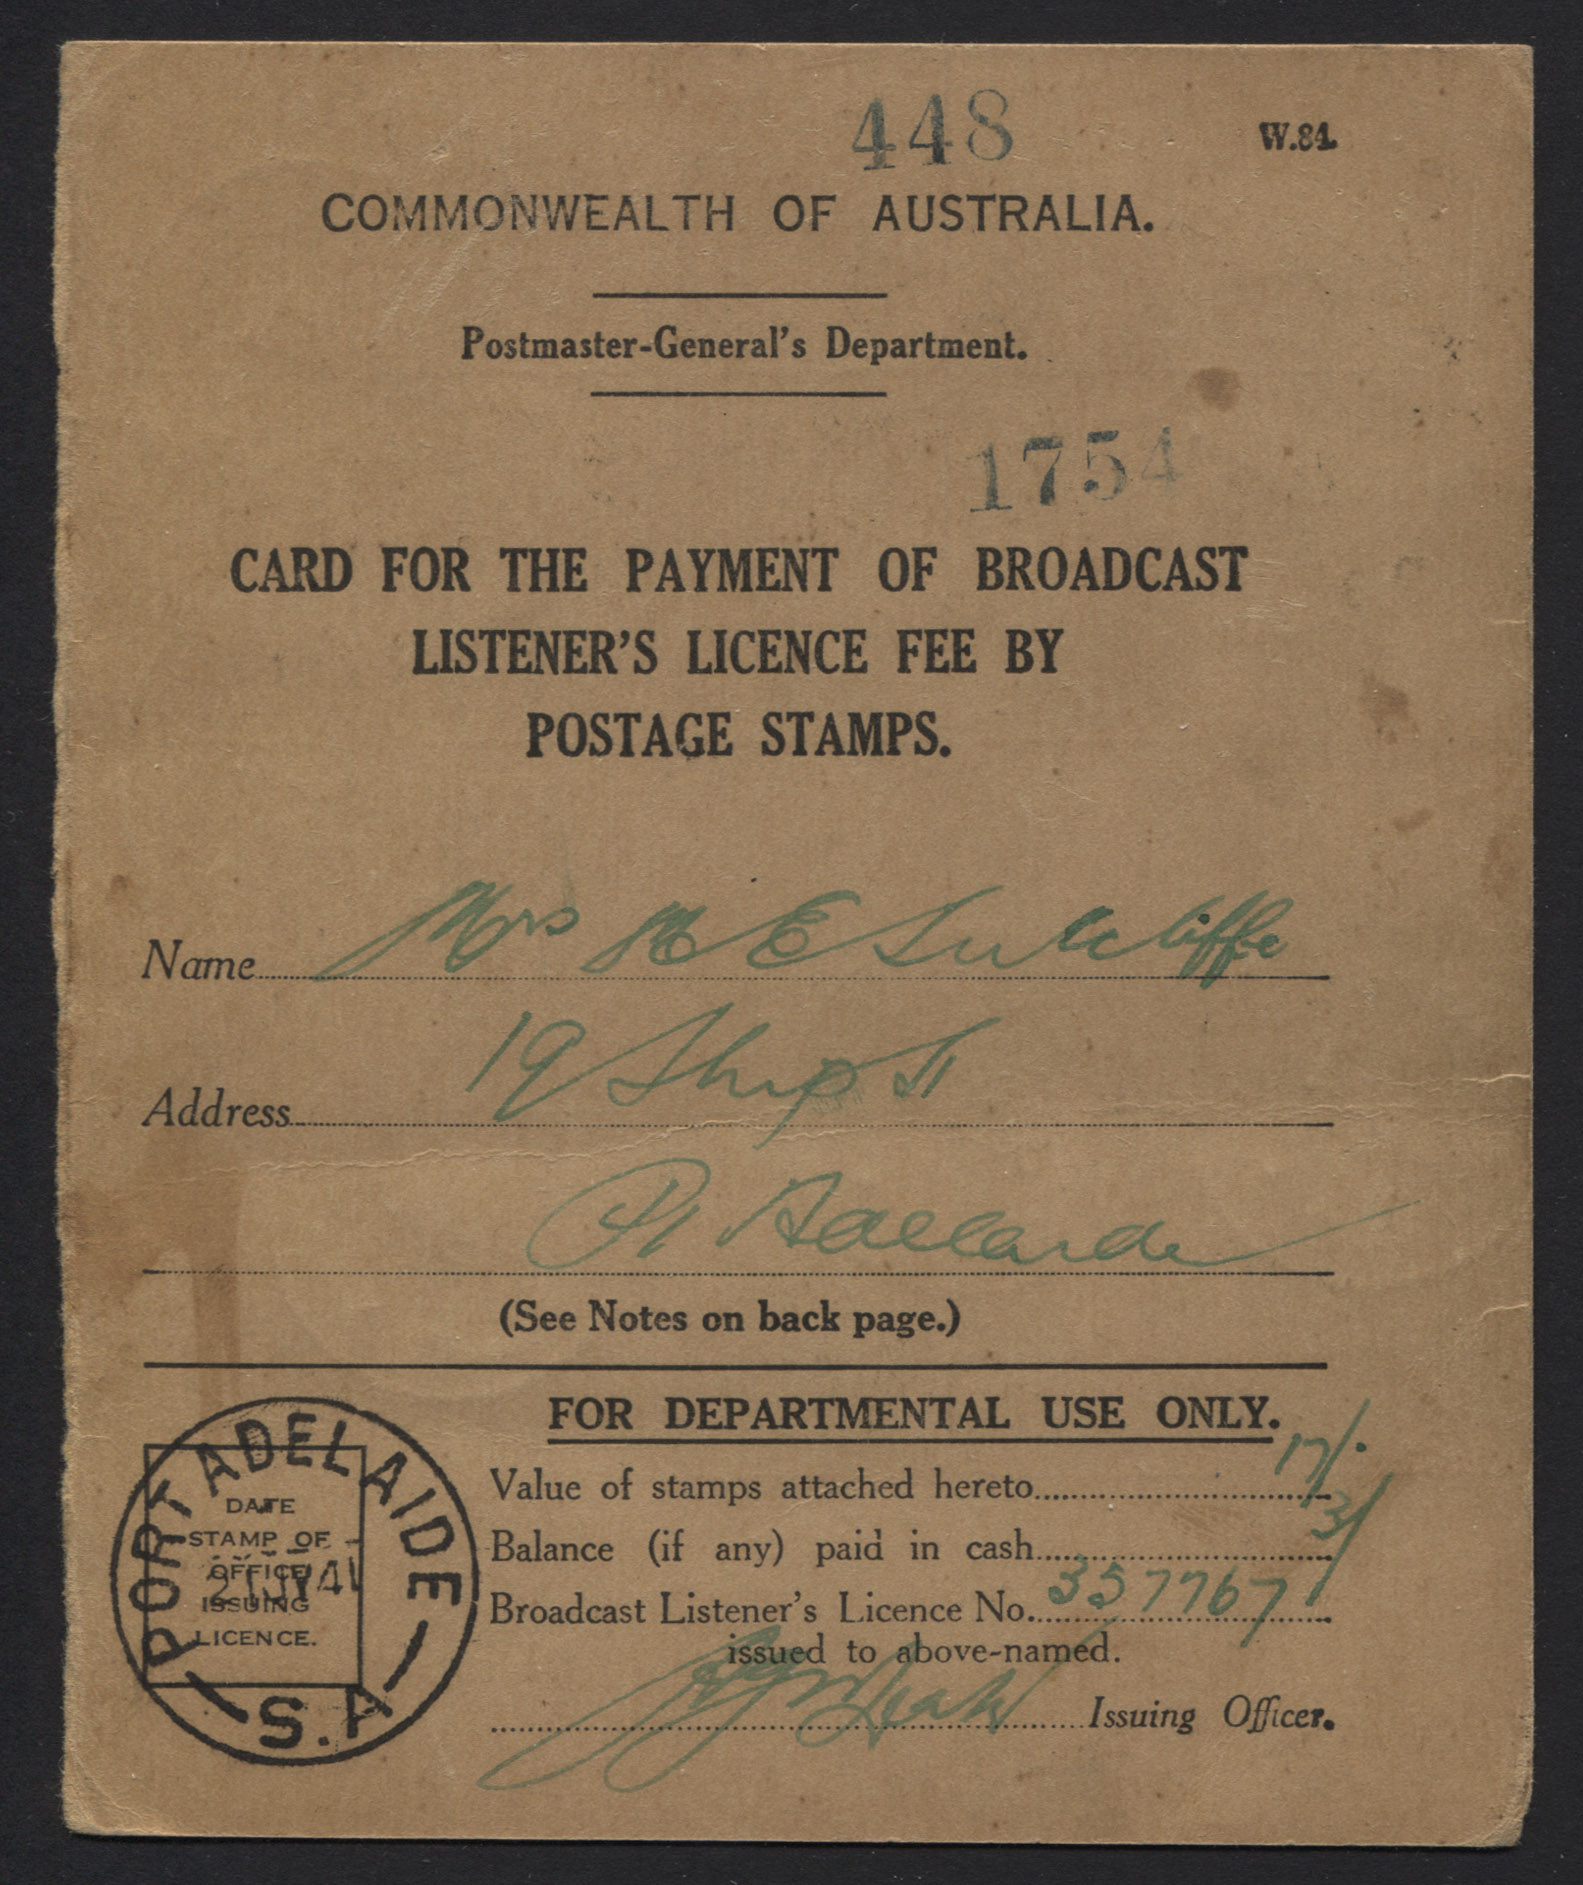 448
W.84.
COMMONWEALTH OF AUSTRALIA.
Postmaster-General's Department.
1754
CARD FOR THE PAYMENT OF BROADCAST
LISTENER'S LICENCE FEE BY
POSTAGE STAMPS.
Name Mrs H E Sutcliffe
Address 19 Ship St
Pt Adelaide
(See Notes on back page.)
FOR DEPARTMENTAL USE ONLY.
Value of stamps attached hereto 17/.
Balance (if any) paid in cash 3/
Broadcast Listener's Licence No. 357767
issued to above-named.
Issuing Officer.
PORT ADELAIDE
S.A
DATE
STAMP OF
OFFICE
ISSUING
LICENCE.